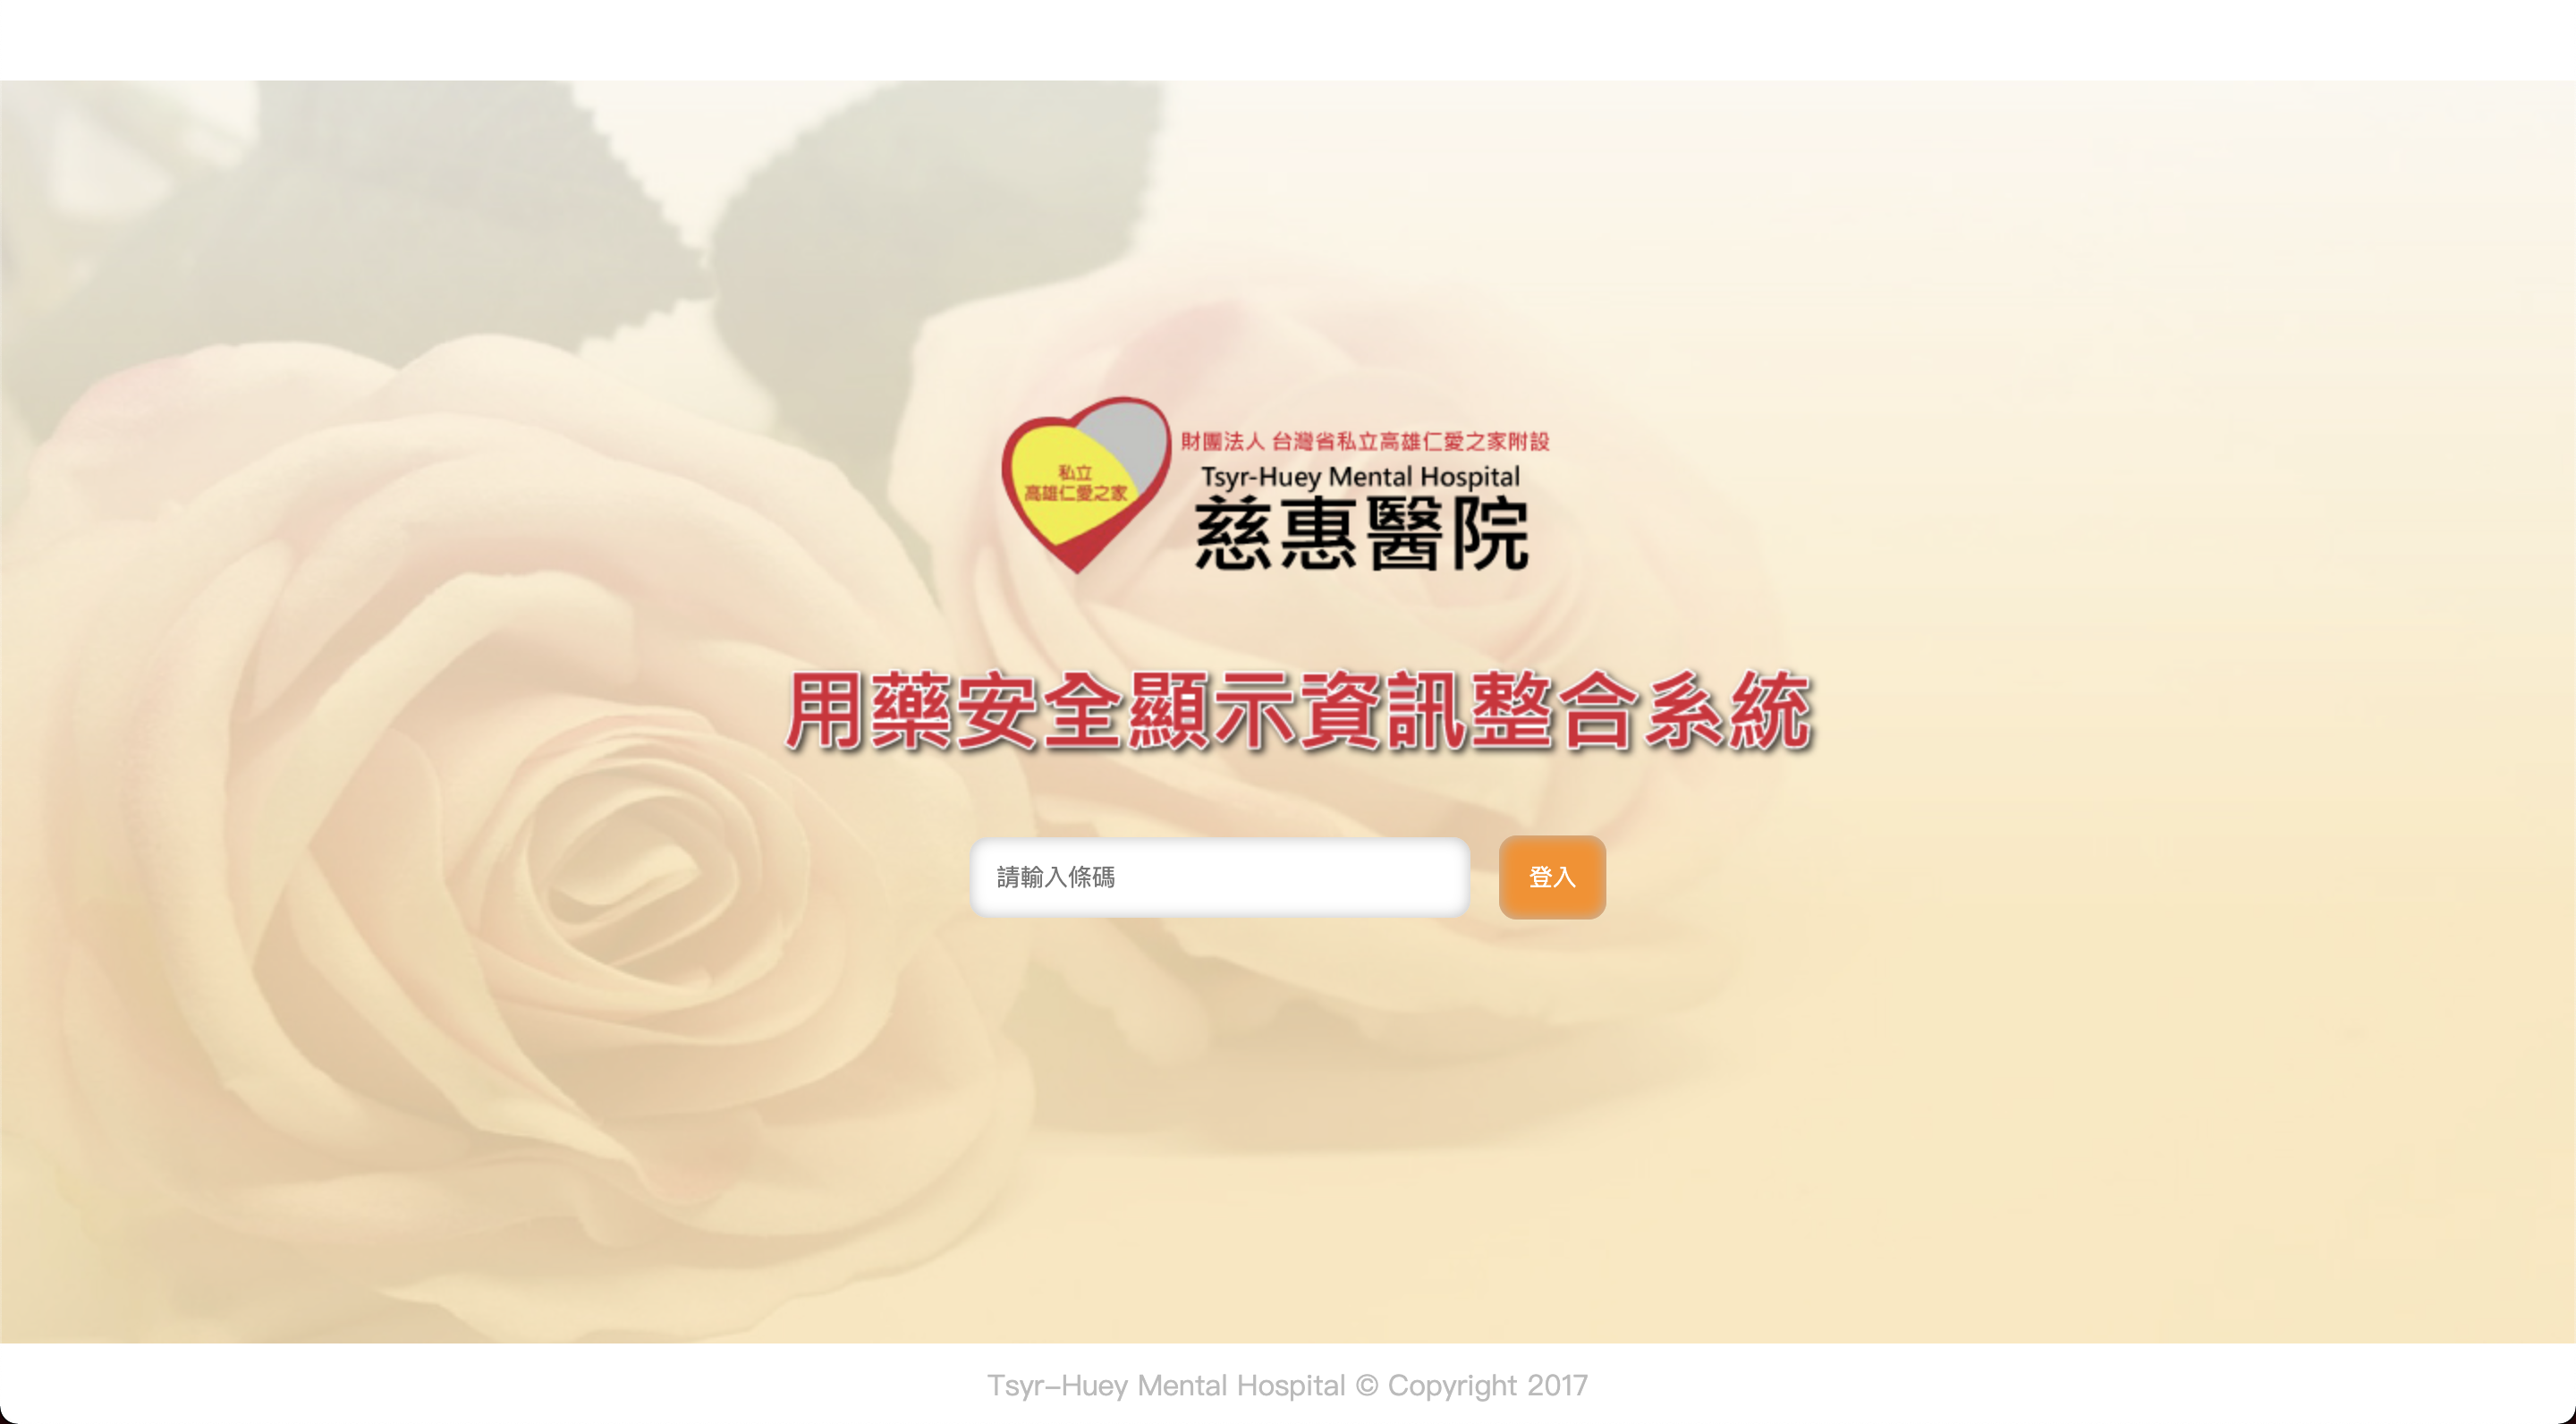 財團法人 台灣省私立高雄仁愛之家附設
私立
高雄仁愛之家
Tsyr-Huey Mental Hospital
慈惠醫院
用藥安全顯示資訊整合系統
請輸入條碼
登入
Tsyr-Huey Mental Hospital © Copyright 2017